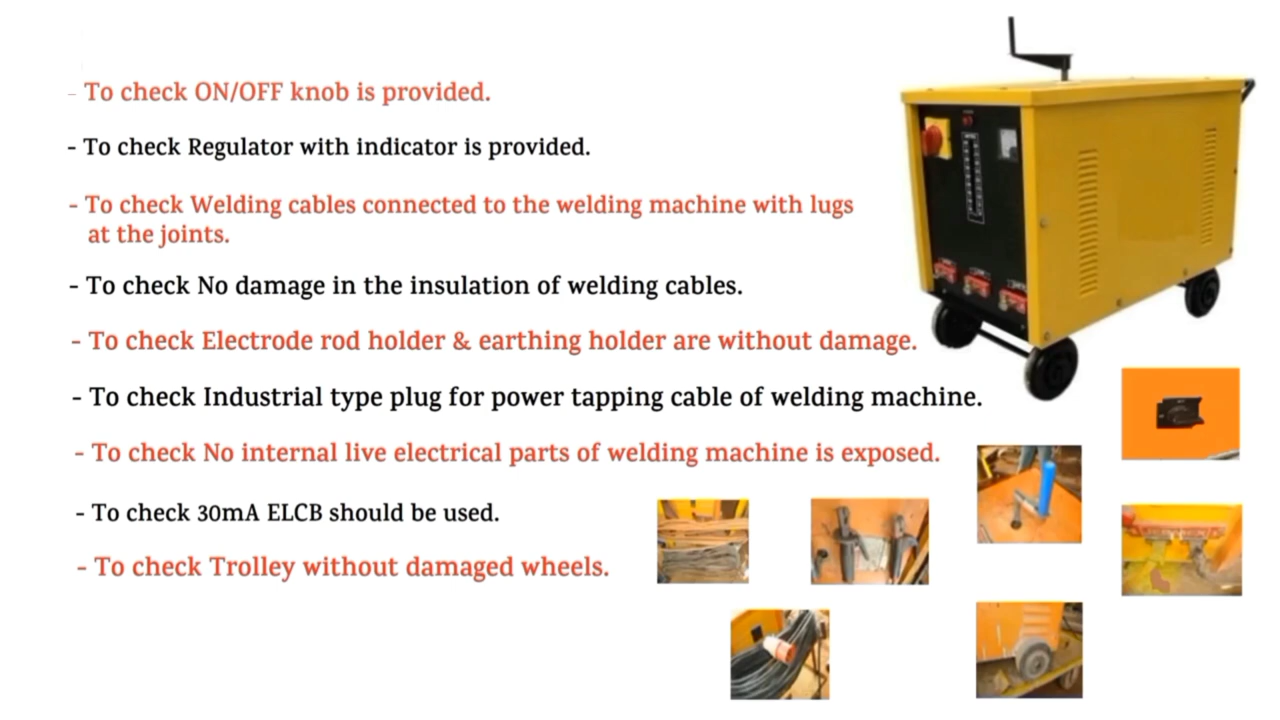 - To check ON/OFF knob is provided.
- To check Regulator with indicator is provided.
- To check Welding cables connected to the welding machine with lugs
at the joints.
- To check No damage in the insulation of welding cables.
- To check Electrode rod holder & earthing holder are without damage.
- To check Industrial type plug for power tapping cable of welding machine.
- To check No internal live electrical parts of welding machine is exposed.
- To check 30mA ELCB should be used.
- To check Trolley without damaged wheels.